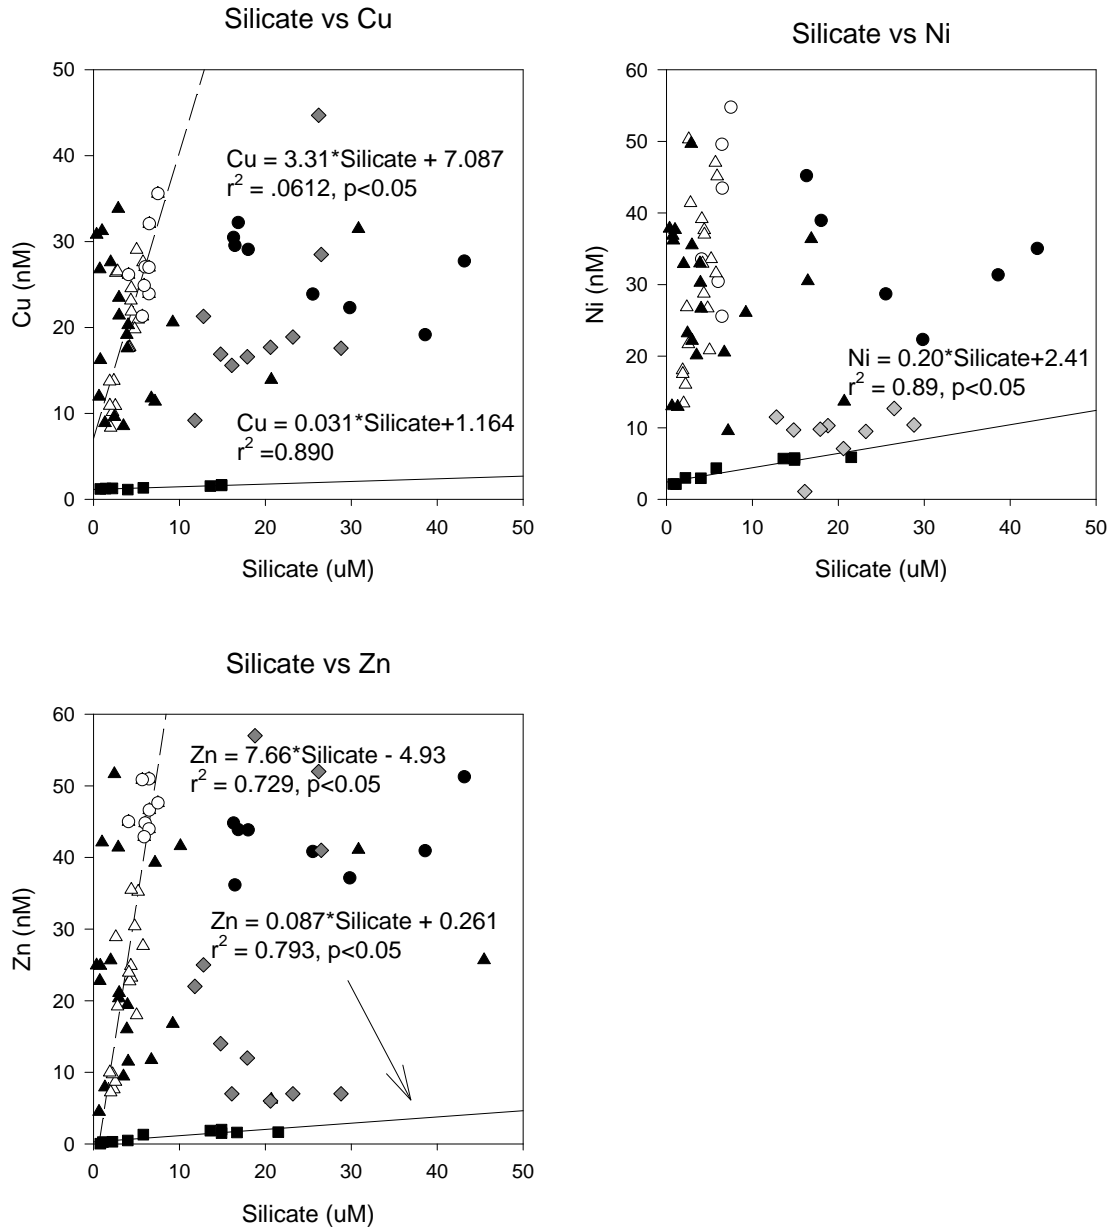 Silicate vs Cu
50
40
30
20
10
0
Cu (nM)
Cu = 3.31*Silicate + 7.087
r2 = .0612, p<0.05
Cu = 0.031*Silicate+1.164
r2 =0.890
0 10 20 30 40 50
Silicate (uM)
Silicate vs Ni
60
50
40
30
20
10
0
Ni (nM)
Ni = 0.20*Silicate+2.41
r2 = 0.89, p<0.05
0 10 20 30 40 50
Silicate (uM)
Silicate vs Zn
60
50
40
30
20
10
0
Zn (nM)
Zn = 7.66*Silicate - 4.93
r2 = 0.729, p<0.05
Zn = 0.087*Silicate + 0.261
r2 = 0.793, p<0.05
0 10 20 30 40 50
Silicate (uM)